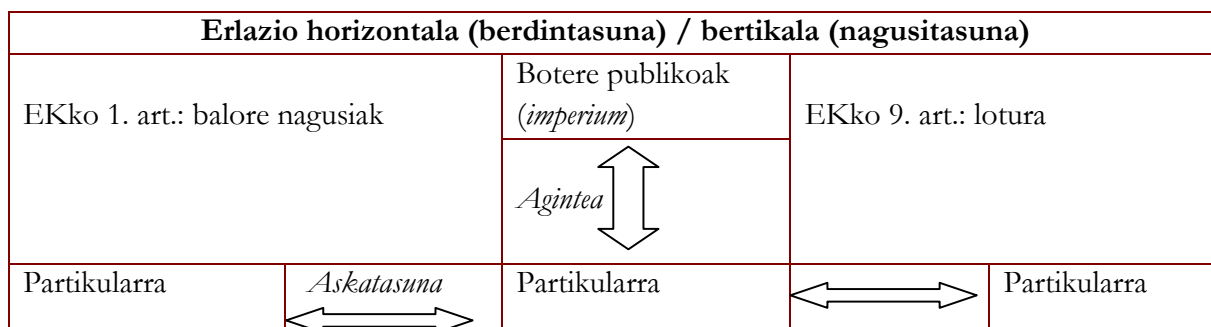 Erlazio horizontala (berdintasuna) / bertikala (nagusitasuna)
EKko 1. art.: balore nagusiak
Botere publikoak
(imperium)
EKko 9. art.: lotura
Agintea
Partikularra
Askatasuna
Partikularra
Partikularra